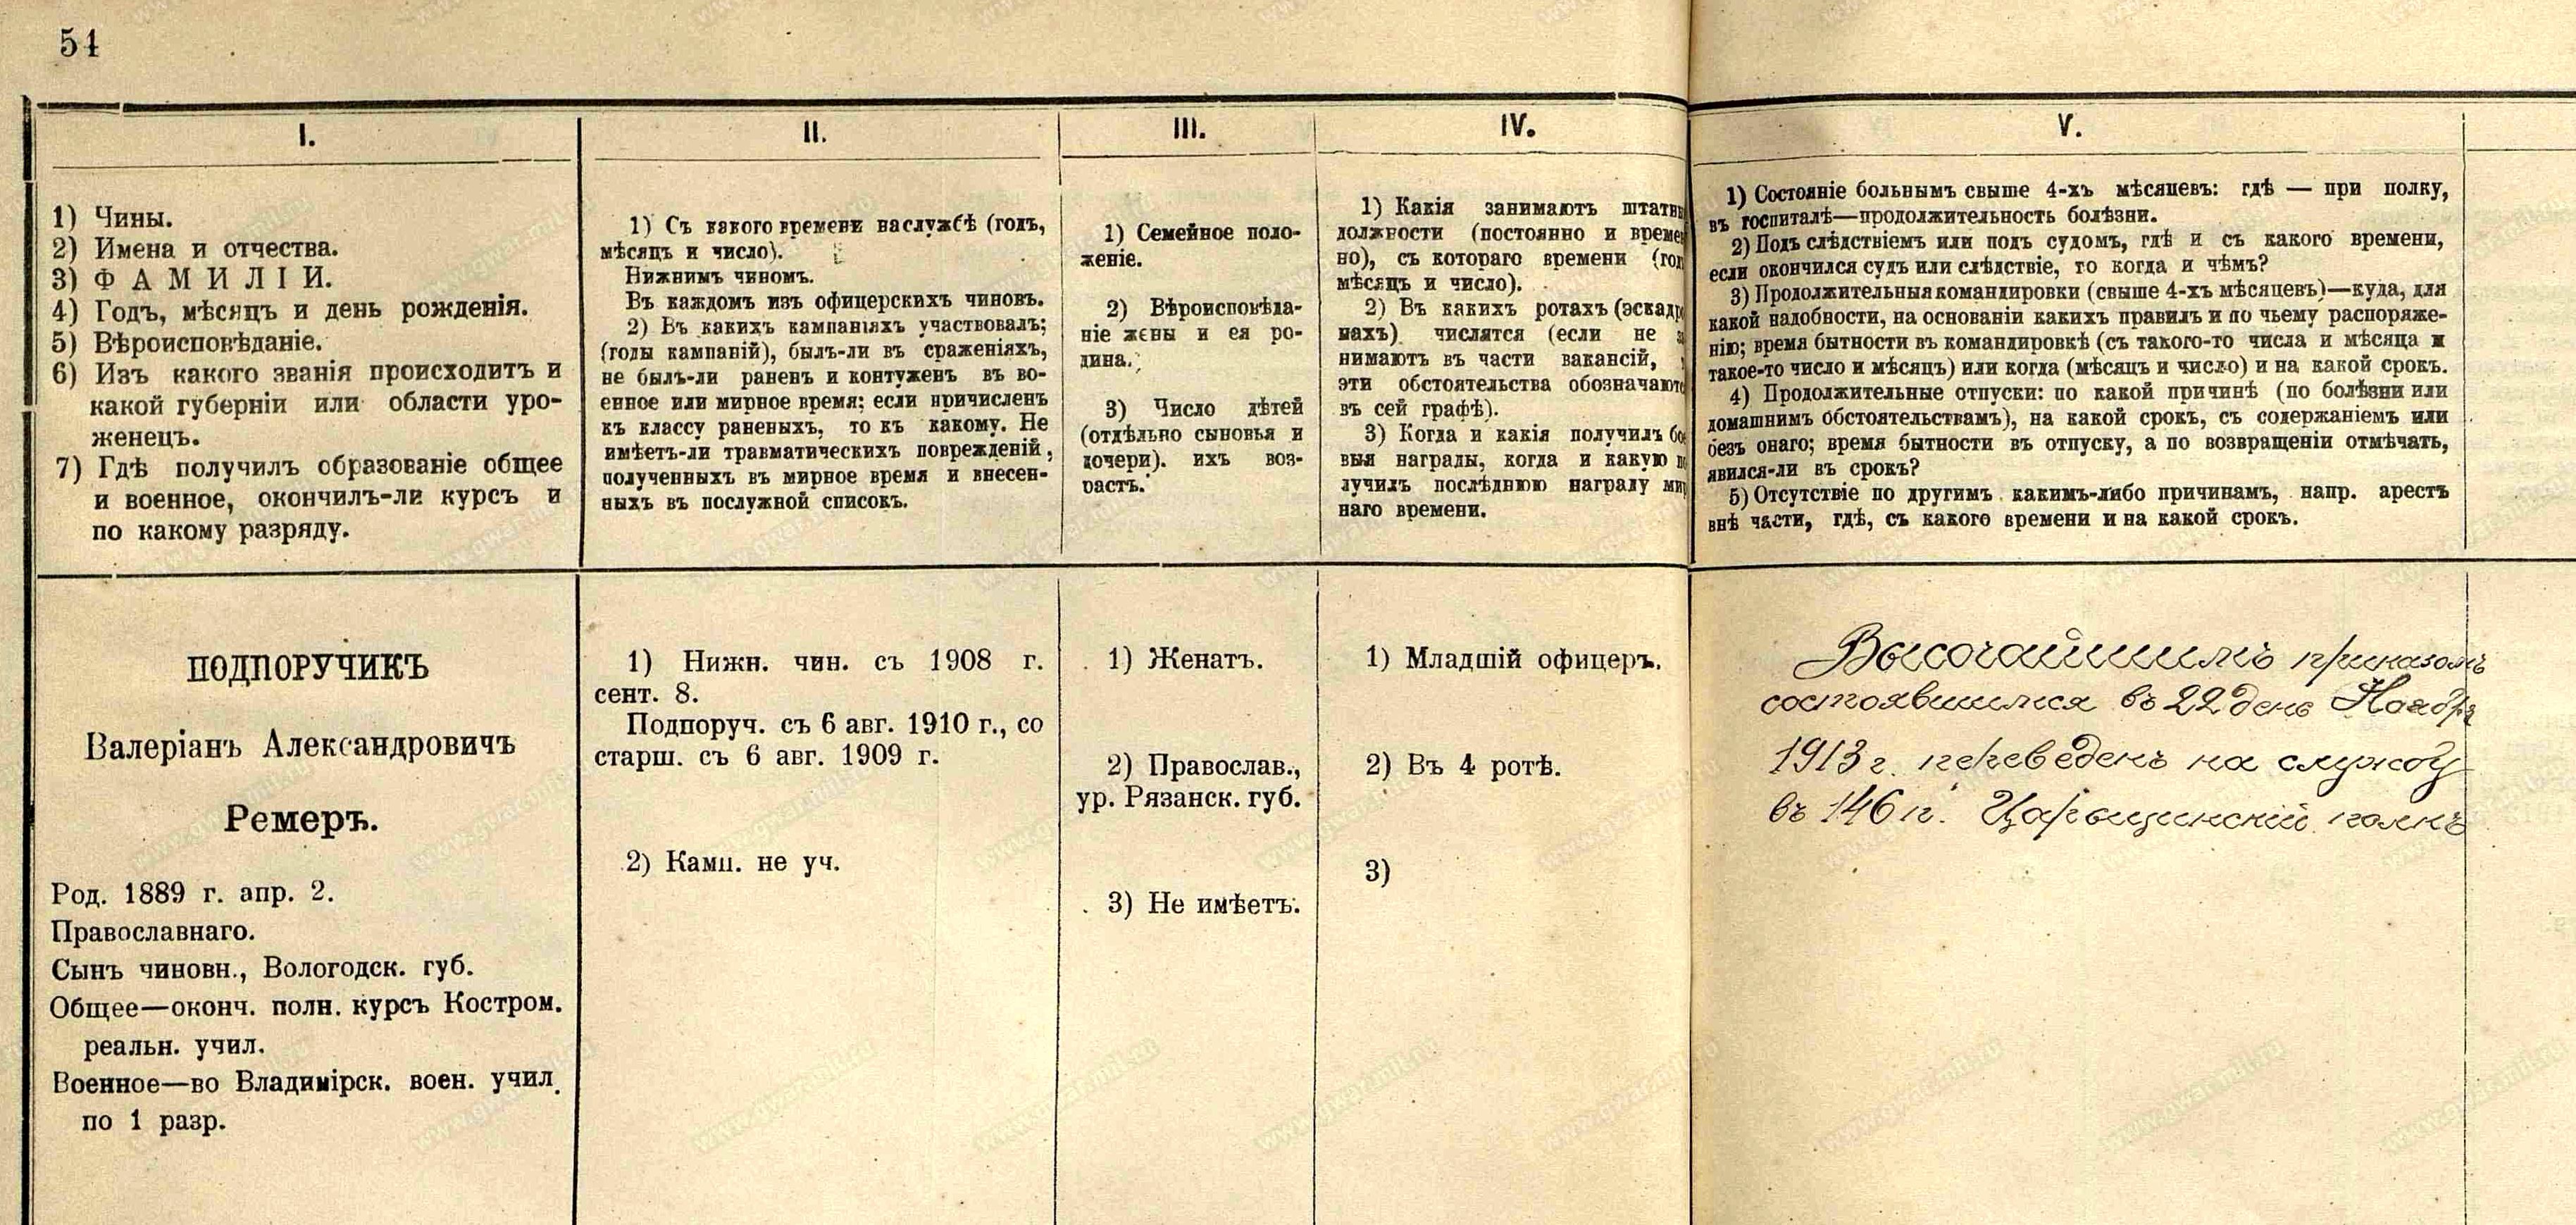 54
I.
1) Чины.
2) Имена и отчества.
3) ФАМИЛІИ.
4) Годъ, мѣсяцъ и день рожденія.
5) Вѣроисповѣданіе.
6) Изъ какого званія происходитъ и
какой губерніи или области уро-
женецъ.
7) Гдѣ получилъ образованіе общее
и военное, окончилъ-ли курсъ и
по какому разряду.
II.
1) Съ какого времени на службѣ (годъ,
мѣсяцъ и число).
Нижнимъ чиномъ.
Въ каждомъ изъ офицерскихъ чиновъ.
2) Въ какихъ кампаніяхъ участвовалъ;
(годы кампаній), былъ-ли въ сраженіяхъ,
не былъ-ли раненъ и контуженъ въ во-
енное или мирное время; если причисленъ
къ классу раненыхъ, то къ какому. Не
имѣетъ-ли травматическихъ поврежденій,
полученныхъ въ мирное время и внесен-
ныхъ въ послужной списокъ.
III.
1) Семейное поло-
женіе.
2) Вѣроисповѣда-
ніе жены и ея ро-
дина.
3) Число дѣтей
(отдѣльно сыновья и
дочери). ихъ воз-
растъ.
IV.
1) Какія занимаютъ штатн
должности (постоянно и времен
но), съ котораго времени (год
мѣсяцъ и число).
2) Въ какихъ ротахъ (эскадро
нахъ) числятся (если не за
нимаютъ въ части вакансій,
эти обстоятельства обозначаютс
въ сей графѣ).
3) Когда и какія получилъ бое
выя награды, когда и какую по
лучилъ послѣднюю награду мир
наго времени.
V.
1) Состояніе больнымъ свыше 4-хъ мѣсяцевъ: гдѣ — при полку,
въ госпиталѣ—продолжительность болѣзни.
2) Подъ слѣдствіемъ или подъ судомъ, гдѣ и съ какого времени,
если окончился судъ или слѣдствіе, то когда и чѣмъ?
3) Продолжительныя командировки (свыше 4-хъ мѣсяцевъ)—куда, для
какой надобности, на основаніи какихъ правилъ и по чьему распоряже-
нію; время бытности въ командировкѣ (съ такого-то числа и мѣсяца и
такое-то число и мѣсяцъ) или когда (мѣсяцъ и число) и на какой срокъ.
4) Продолжительные отпуски: по какой причинѣ (по болѣзни или
домашнимъ обстоятельствамъ), на какой срокъ, съ содержаніемъ или
безъ онаго; время бытности въ отпуску, а по возвращеніи отмѣчать,
явился-ли въ срокъ?
5) Отсутствіе по другимъ какимъ-либо причинамъ, напр. арестъ
внѣ части, гдѣ, съ какого времени и на какой срокъ.
ПОДПОРУЧИКЪ
Валеріанъ Александровичъ
Ремеръ.
Род. 1889 г. апр. 2.
Православнаго.
Сынъ чиновн., Вологодск. губ.
Общее—оконч. полн. курсъ Костром.
реальн. учил.
Военное—во Владимірск. воен. учил.
по 1 разр.
1) Нижн. чин. съ 1908 г.
сент. 8.
Подпоруч. съ 6 авг. 1910 г., со
старш. съ 6 авг. 1909 г.
2) Камп. не уч.
1) Женатъ.
2) Православ.,
ур. Рязанск. губ.
3) Не имѣетъ.
1) Младшій офицеръ.
2) Въ 4 ротѣ.
3)
Высочайшимъ приказомъ
состоявшимся въ 22 день Ноября
1913 г. переведенъ на службу
въ 146 п. Царицинскій полкъ
www.gwar.mil.ru